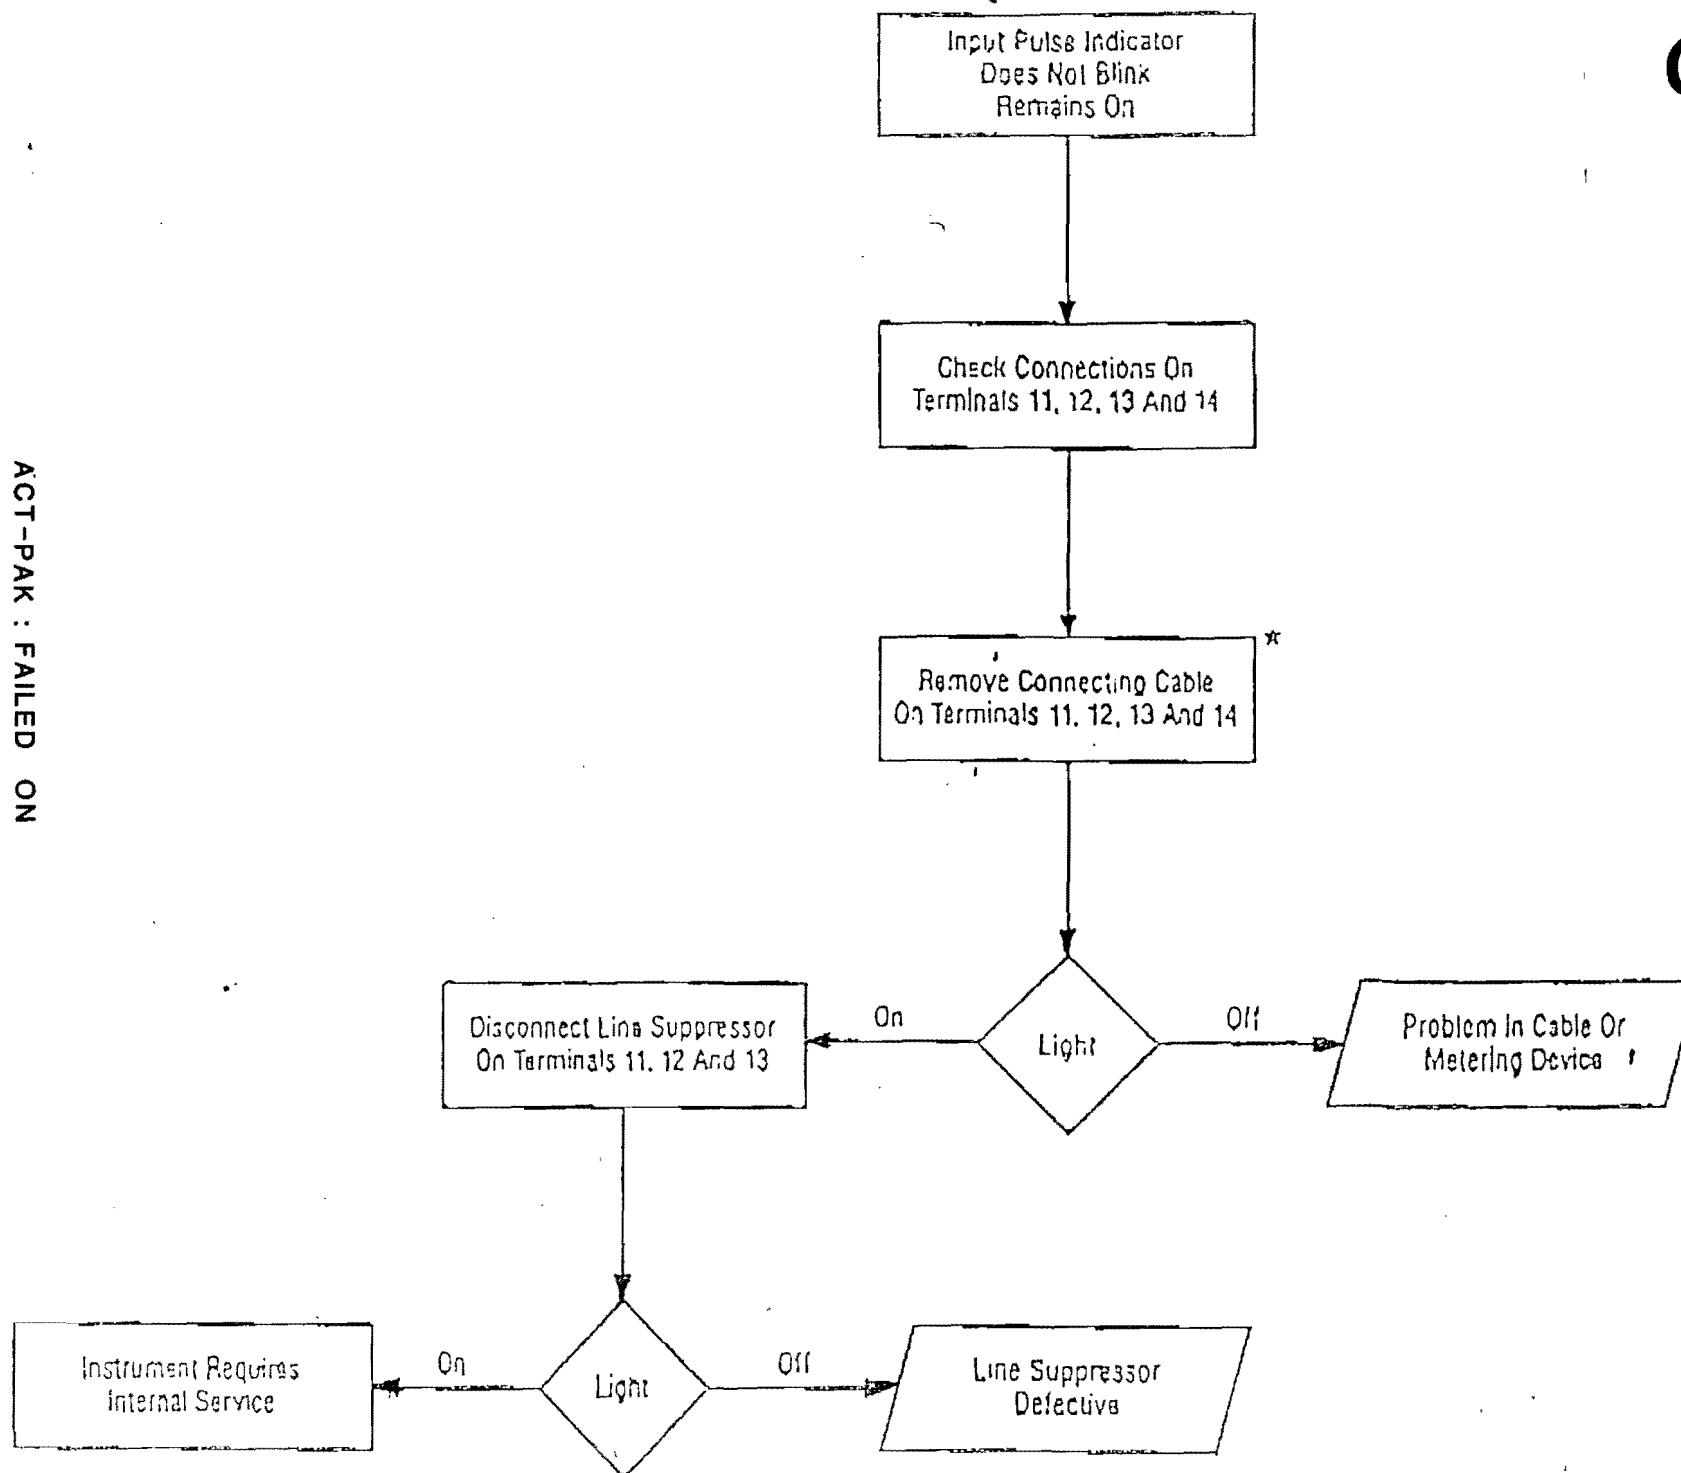 Input Pulse Indicator
Does Not Blink
Remains On
Check Connections On
Terminals 11, 12, 13 And 14
☆
Remove Connecting Cable
On Terminals 11, 12, 13 And 14
ACT-PAK : FAILED ON
Disconnect Line Suppressor
On Terminals 11, 12 And 13
On
Light
Off
Problem In Cable Or
Metering Device
Instrument Requires
Internal Service
On
Light
Off
Line Suppressor
Defective